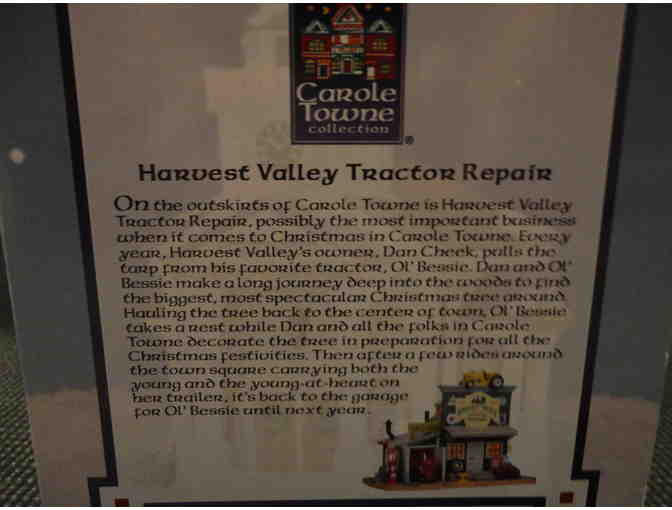 Carole
Towne
collection
®
Harvest Valley Tractor Repair
On the outskirts of Carole Towne is Harvest Valley
Tractor Repair, possibly the most important business
when it comes to Christmas in Carole Towne. Every
year, Harvest Valley's owner, Dan Cheek, pulls the
tarp from his favorite tractor, Ol' Bessie. Dan and Ol'
Bessie make a long journey deep into the woods to find
the biggest, most spectacular Christmas tree around.
Hauling the tree back to the center of town, Ol' Bessie
takes a rest while Dan and all the folks in Carole
Towne decorate the tree in preparation for all the
Christmas festivities. Then after a few rides around
the town square carrying both the
young and the young-at-heart on
her trailer, it's back to the garage
for Ol' Bessie until next year.